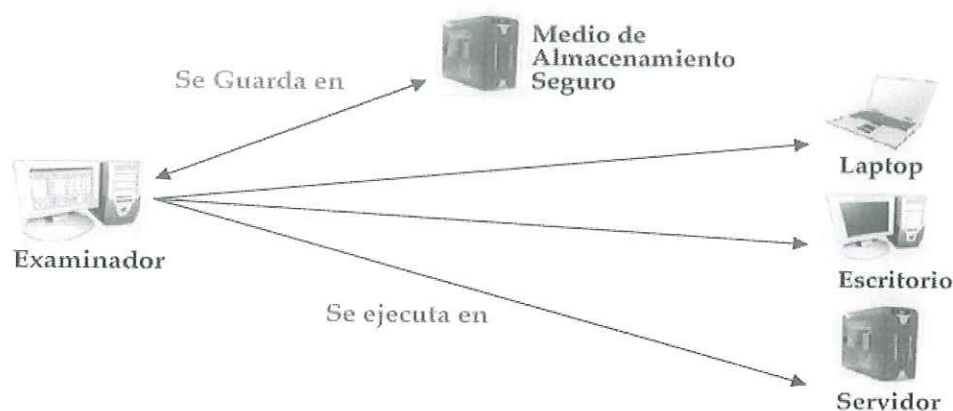 Medio de
Almacenamiento
Seguro
Se Guarda en
Laptop
Examinador
Escritorio
Se ejecuta en
Servidor